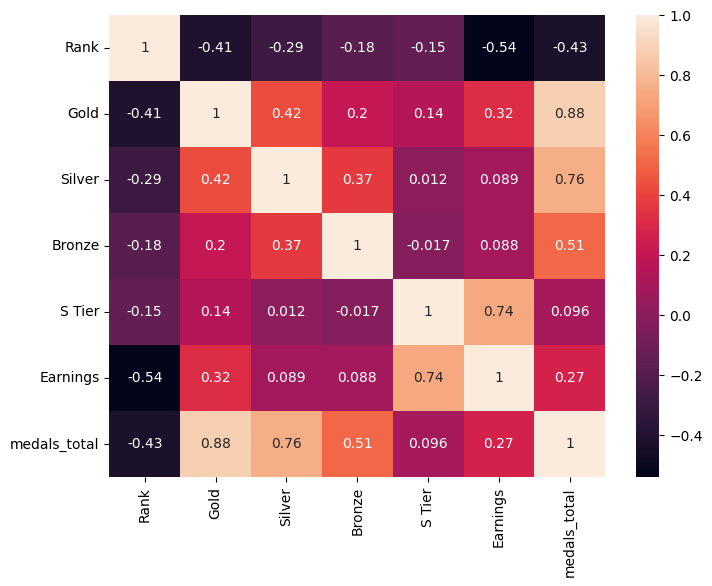 Rank 1 -0.41 -0.29 -0.18 -0.15 -0.54 -0.43
Gold -0.41 1 0.42 0.2 0.14 0.32 0.88
Silver -0.29 0.42 1 0.37 0.012 0.089 0.76
Bronze -0.18 0.2 0.37 1 -0.017 0.088 0.51
S Tier -0.15 0.14 0.012 -0.017 1 0.74 0.096
Earnings -0.54 0.32 0.089 0.088 0.74 1 0.27
medals_total -0.43 0.88 0.76 0.51 0.096 0.27 1
Rank
Gold
Silver
Bronze
S Tier
Earnings
medals_total
1.0
0.8
0.6
0.4
0.2
0.0
−0.2
−0.4